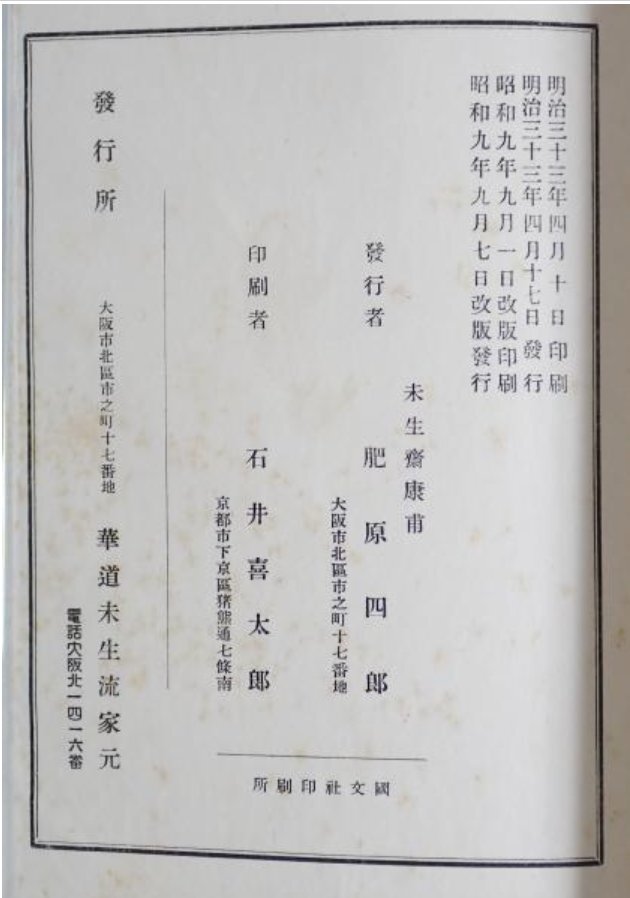 明治三十三年四月十日印刷
明治三十三年四月十七日發行
昭和九年九月一日改版印刷
昭和九年九月七日改版發行
未生齋康甫
發行者 肥原四郎
大阪市北區市之町十七番地
印刷者 石井喜太郎
京都市下京區猪熊通七條南
國文社印刷所
發行所 大阪市北區市之町十七番地 華道未生流家元
電話大阪北一四一六番